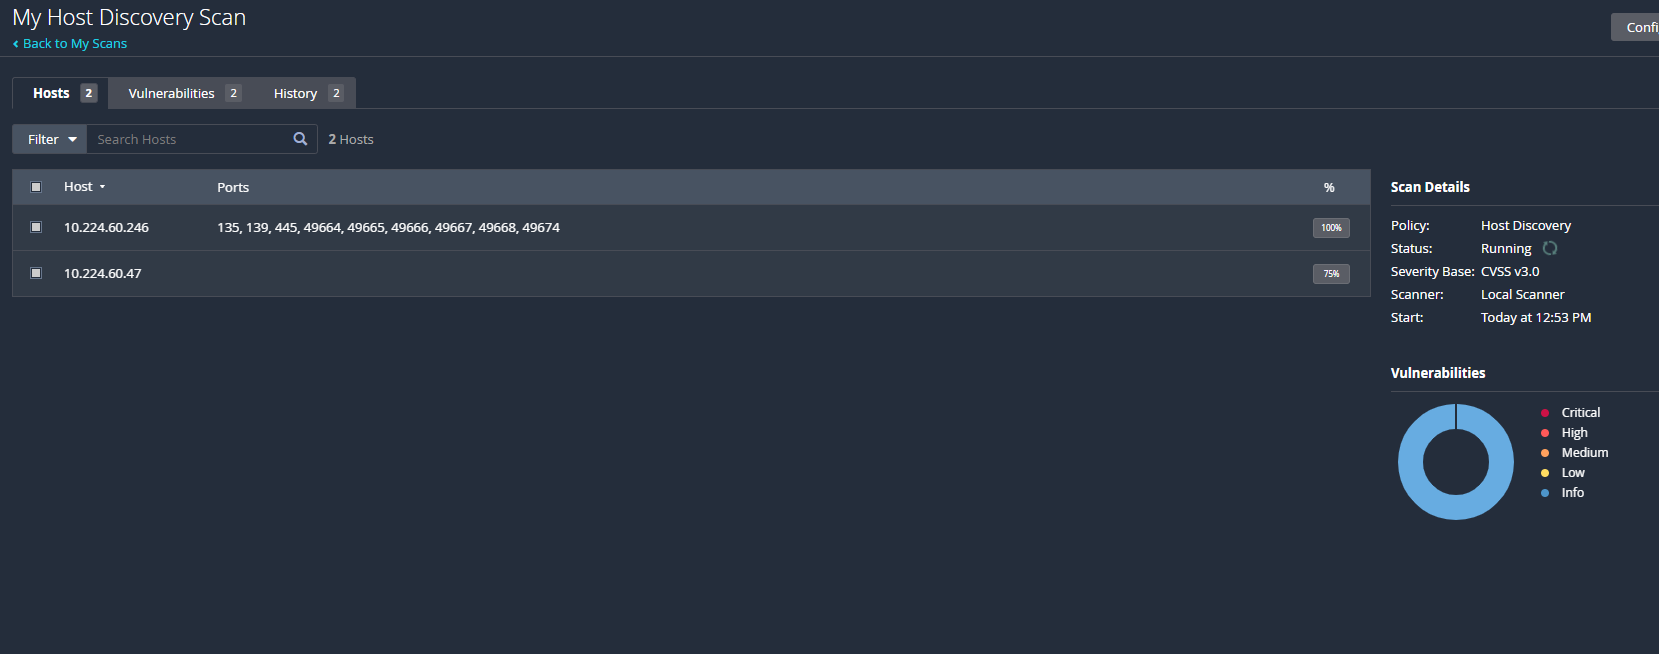 My Host Discovery Scan
Back to My Scans
Confi
Hosts 2 Vulnerabilities 2 History 2
Filter Search Hosts 2 Hosts
Host Ports %
10.224.60.246 135, 139, 445, 49664, 49665, 49666, 49667, 49668, 49674 100%
10.224.60.47 75%
Scan Details
Policy: Host Discovery
Status: Running
Severity Base: CVSS v3.0
Scanner: Local Scanner
Start: Today at 12:53 PM
Vulnerabilities
Critical
High
Medium
Low
Info